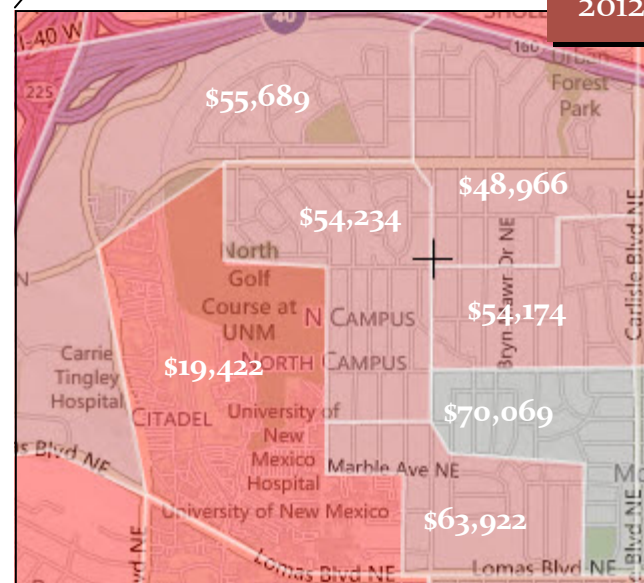 2012
I-40 W
40
160
225
Urban
Forest
Park
$55,689
$48,966
$54,234
North
Golf
Course at
UNM
N CAMPUS
NORTH CAMPUS
Bryn Mawr Dr NE
Carlisle Blvd NE
$54,174
Carrie
Tingley
Hospital
$19,422
CITADEL
University of
New
Mexico
Hospital
$70,069
Marble Ave NE
University of New Mexico
$63,922
Lomas Blvd NE
Lomas Blvd NE
Blvd NE